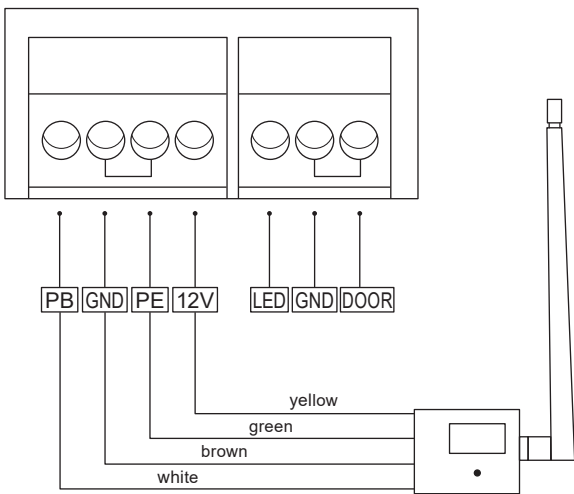 PB GND PE 12V LED GND DOOR
yellow
green
brown
white